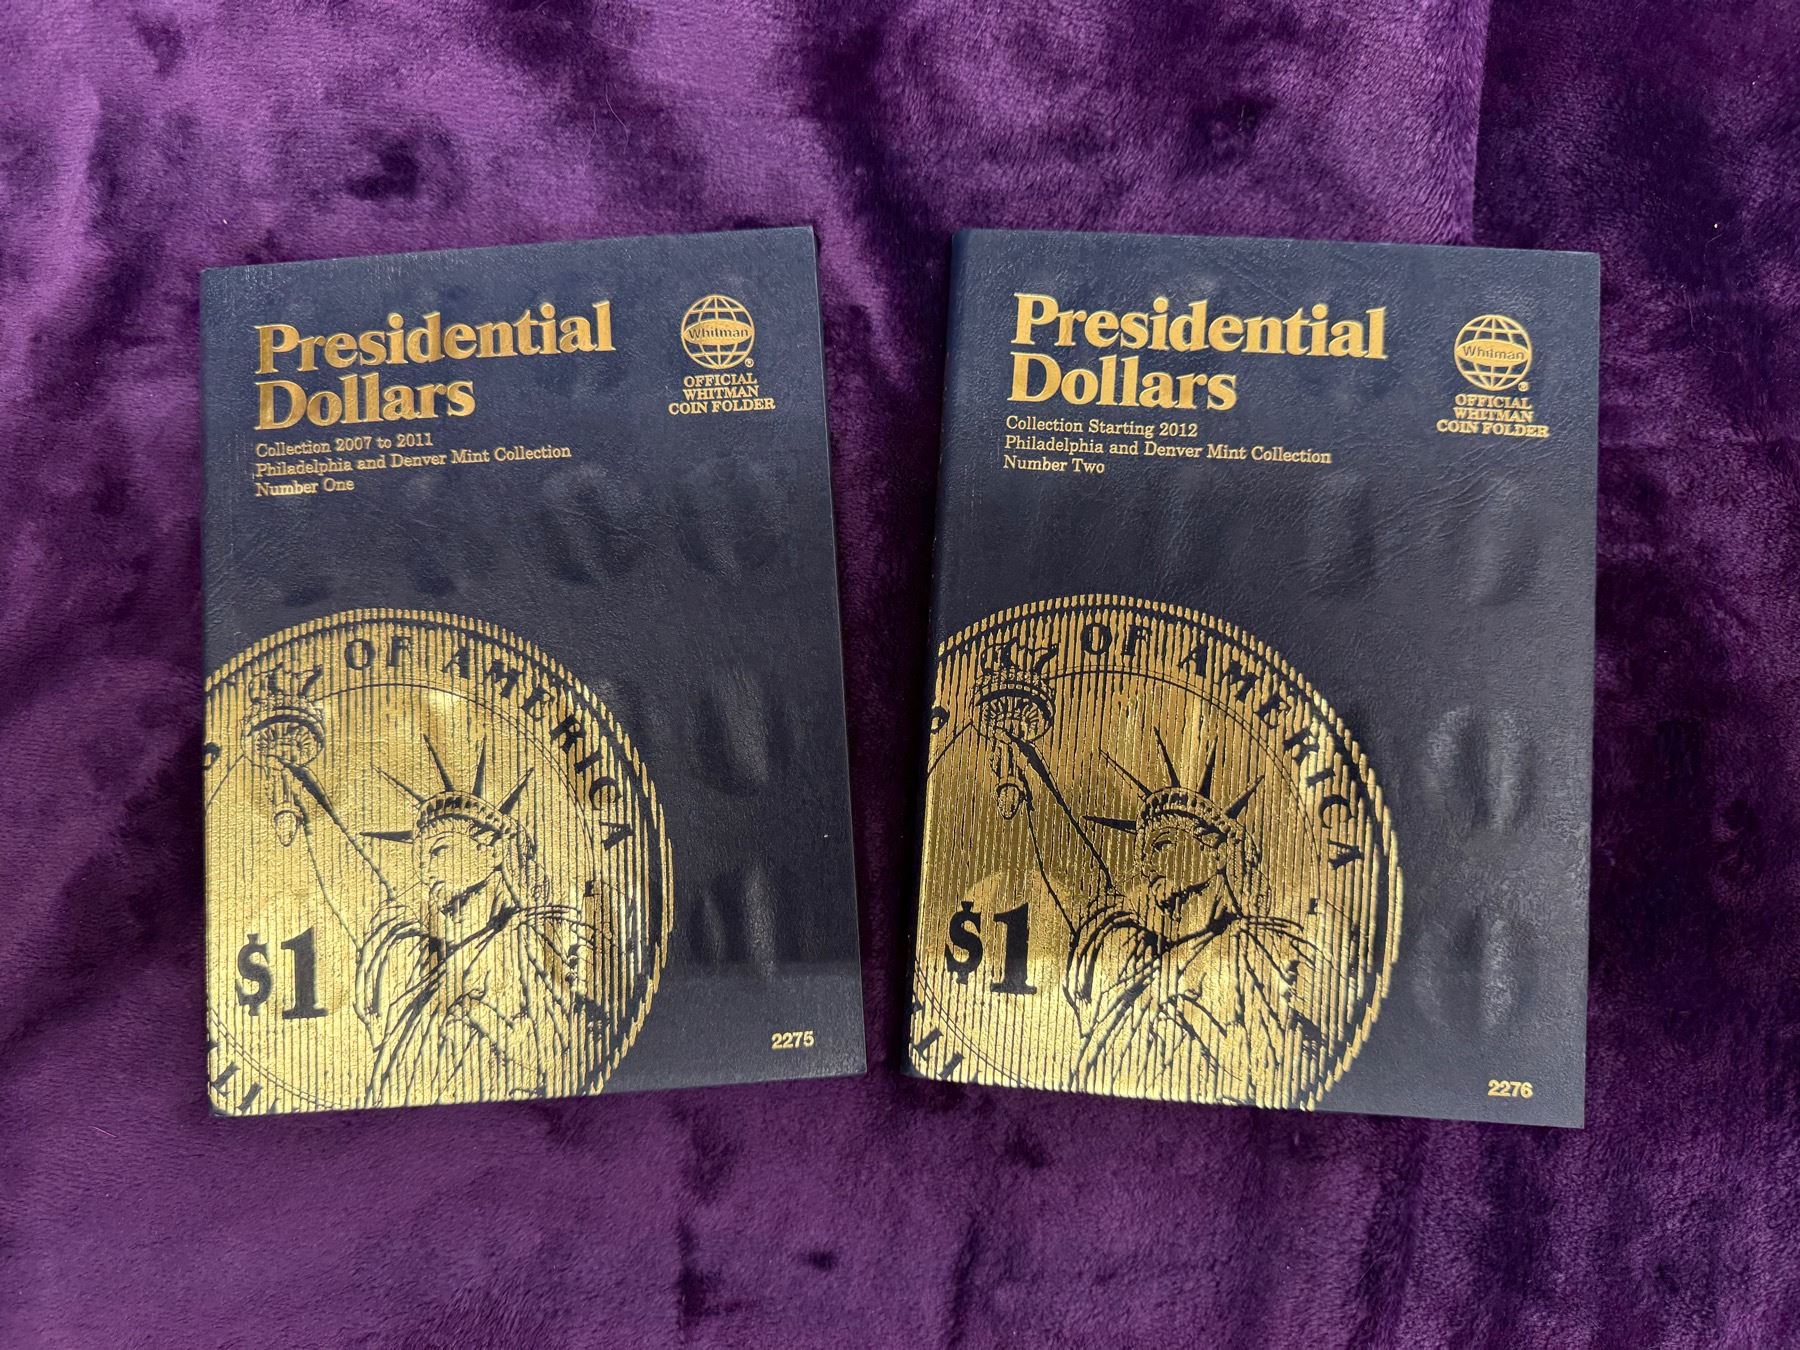 Presidential
Dollars
Collection 2007 to 2011
Philadelphia and Denver Mint Collection
Number One
Whitman
®
OFFICIAL
WHITMAN
COIN FOLDER
OF AMERICA
$1
2275
Presidential
Dollars
Collection Starting 2012
Philadelphia and Denver Mint Collection
Number Two
Whitman
®
OFFICIAL
WHITMAN
COIN FOLDER
OF AMERICA
$1
2276